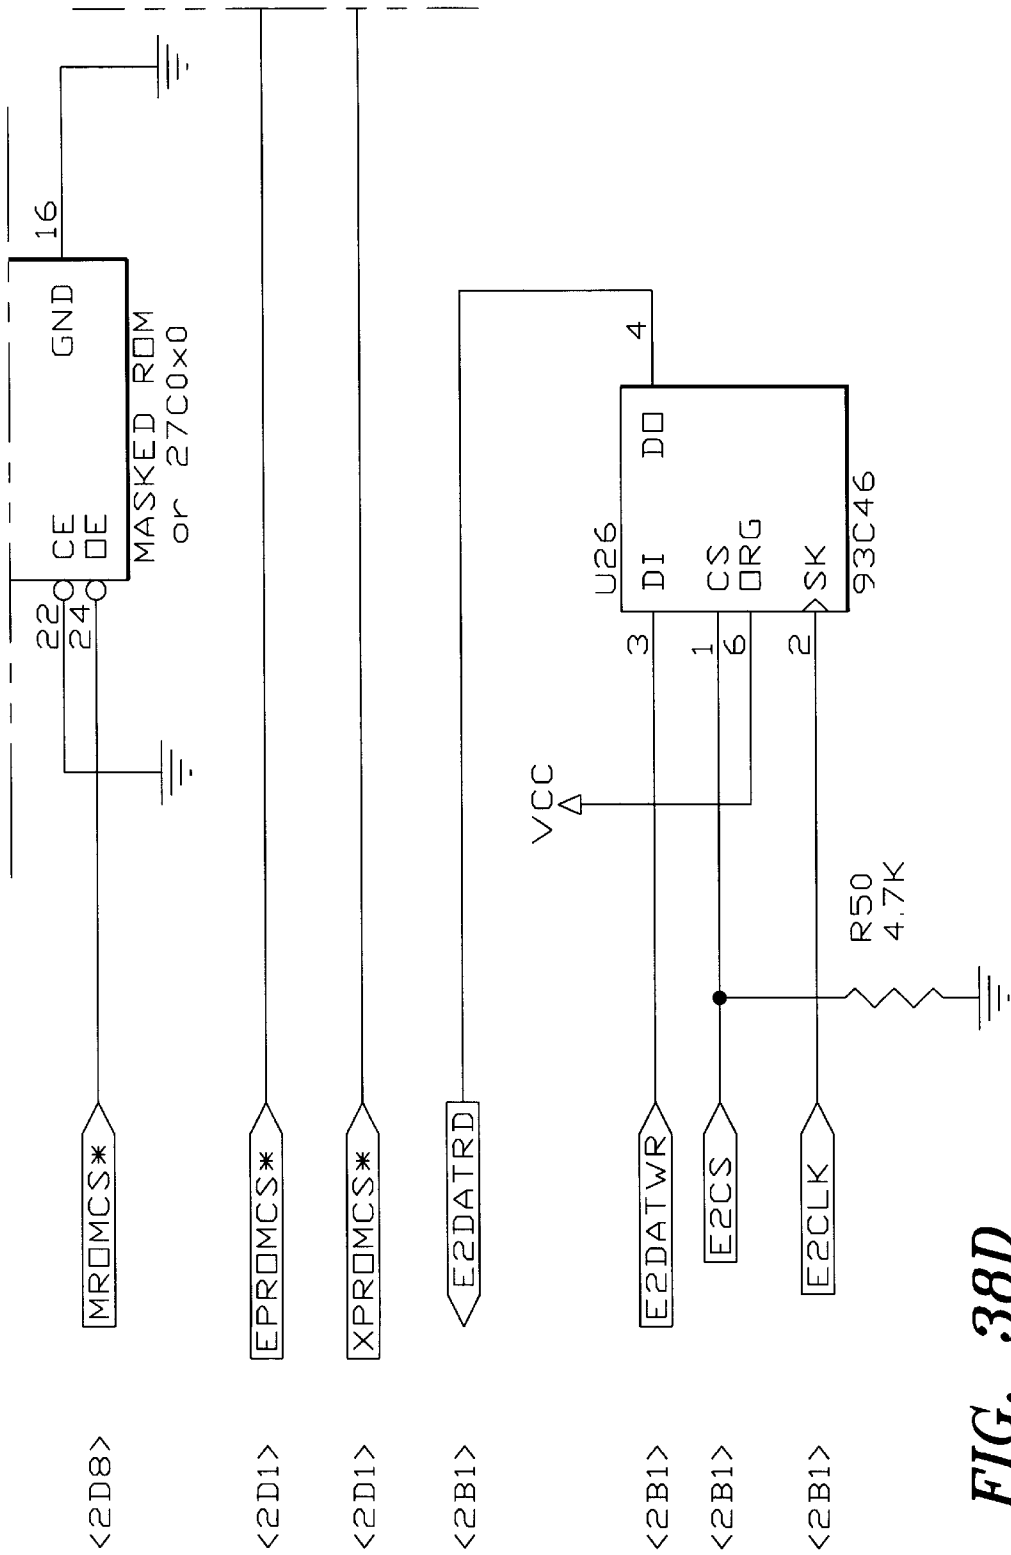 16
GND
22
CE
24
OE
MASKED ROM
or 27C0x0
<2D8>
MROMCS*
<2D1>
EPROMCS*
<2D1>
XPROMCS*
<2B1>
E2DATRD
4
U26
VCC
<2B1>
E2DATWR
3
DI
DO
<2B1>
E2CS
1
CS
6
ORG
<2B1>
E2CLK
2
SK
93C46
R50
4.7K
FIG. 38D